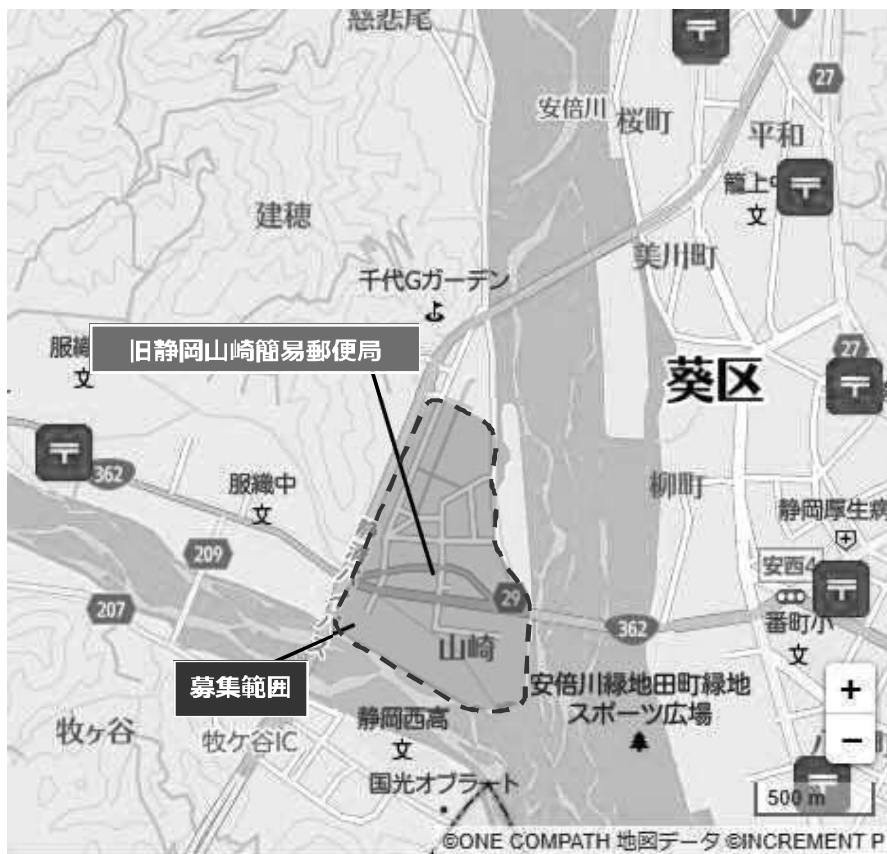 慈悲尾
1
27
安倍川
桜町
平和
籠上
文
建穂
美川町
千代Gガーデン
旧静岡山崎簡易郵便局
服織
文
27
葵区
362
服織中
文
柳町
静岡厚生病
209
安西4
29
207
362
番町小
文
山崎
募集範囲
安倍川緑地田町緑地
スポーツ広場
+
−
静岡西高
文
牧ヶ谷
牧ケ谷IC
国光オブラート
500 m
©ONE COMPATH 地図データ ©INCREMENT P